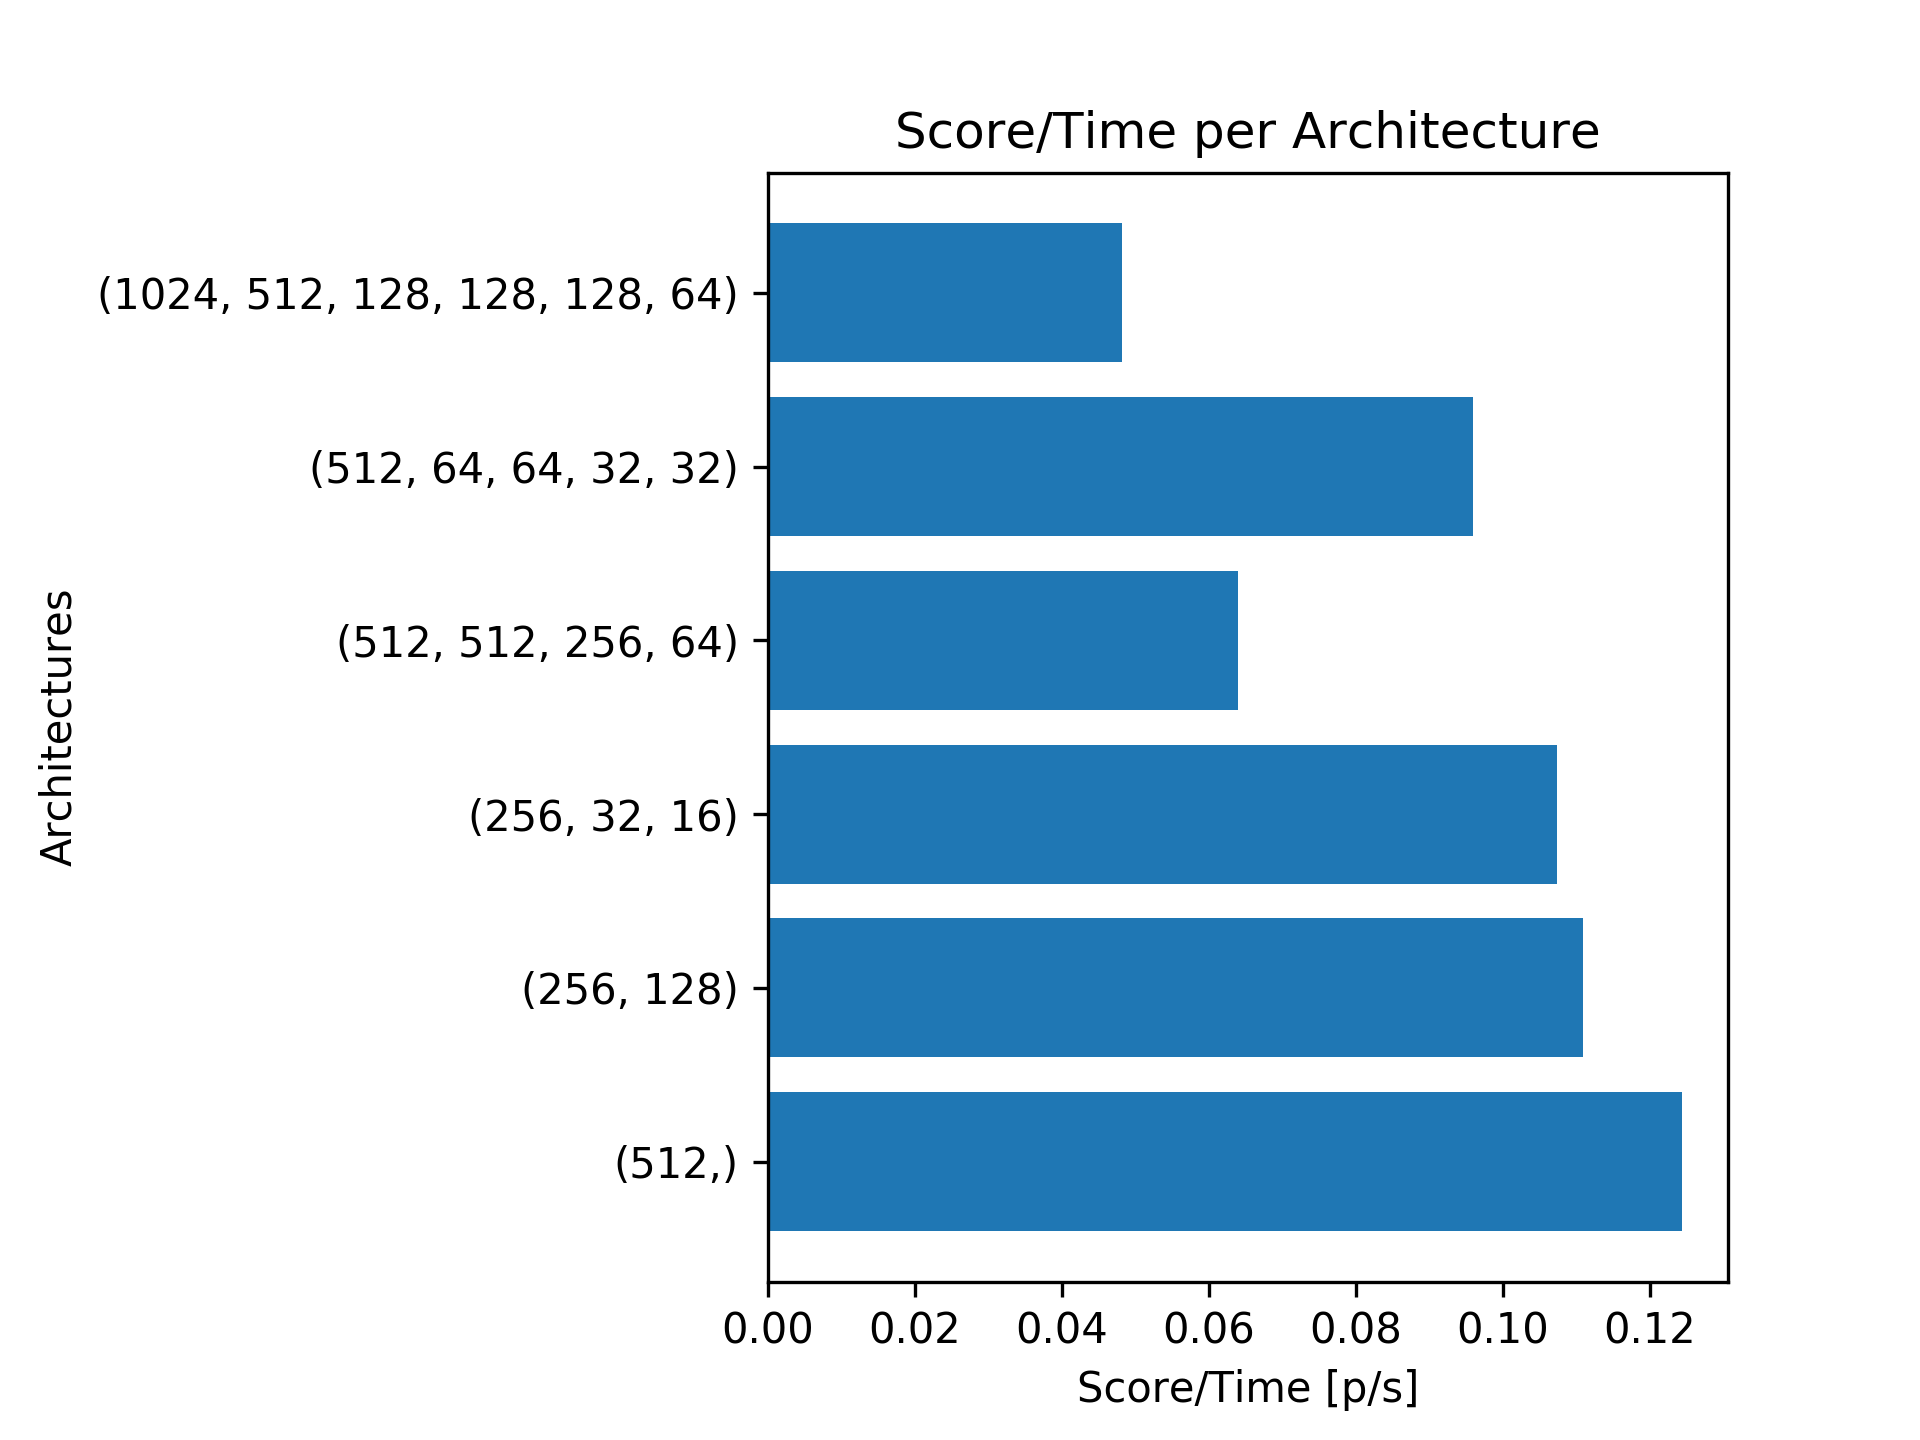 Score/Time per Architecture
(1024, 512, 128, 128, 128, 64)
(512, 64, 64, 32, 32)
(512, 512, 256, 64)
(256, 32, 16)
(256, 128)
(512,)
Architectures
0.00 0.02 0.04 0.06 0.08 0.10 0.12
Score/Time [p/s]